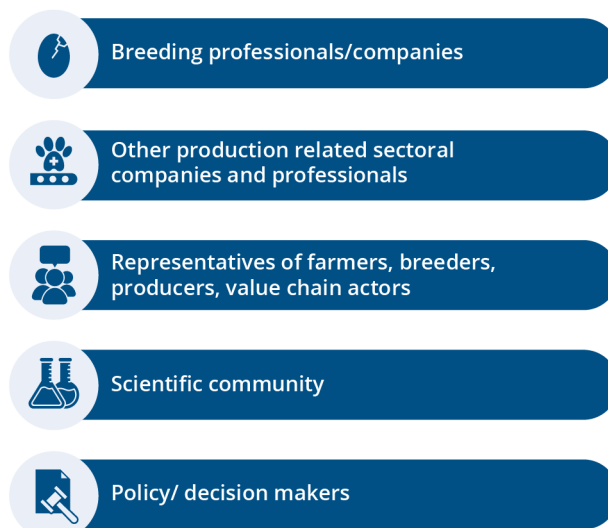 Breeding professionals/companies
Other production related sectoral
companies and professionals
Representatives of farmers, breeders,
producers, value chain actors
Scientific community
Policy/ decision makers